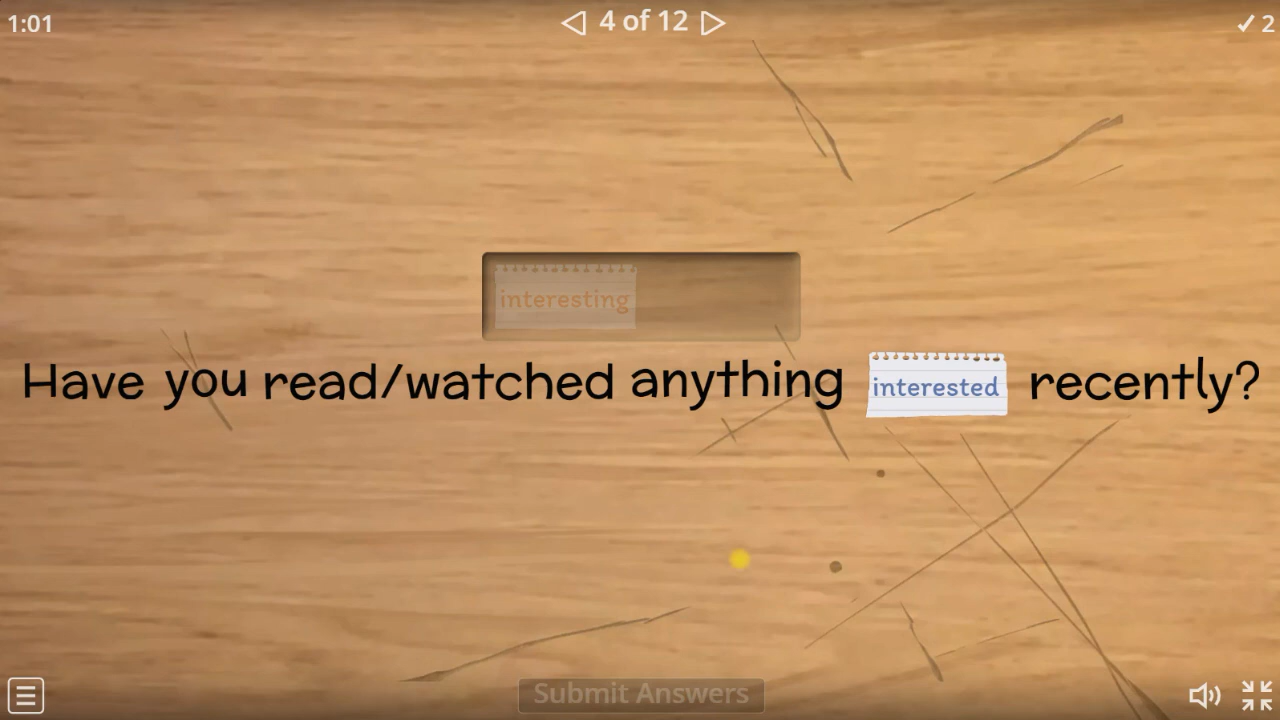 1:01
4 of 12
✓ 2
interesting
Have you read/watched anything interested recently?
Submit Answers